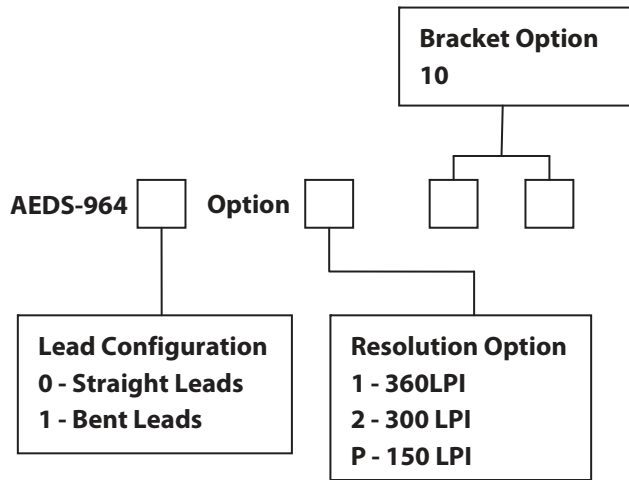 Bracket Option
10
AEDS-964
Option
Lead Configuration
0 - Straight Leads
1 - Bent Leads
Resolution Option
1 - 360LPI
2 - 300 LPI
P - 150 LPI